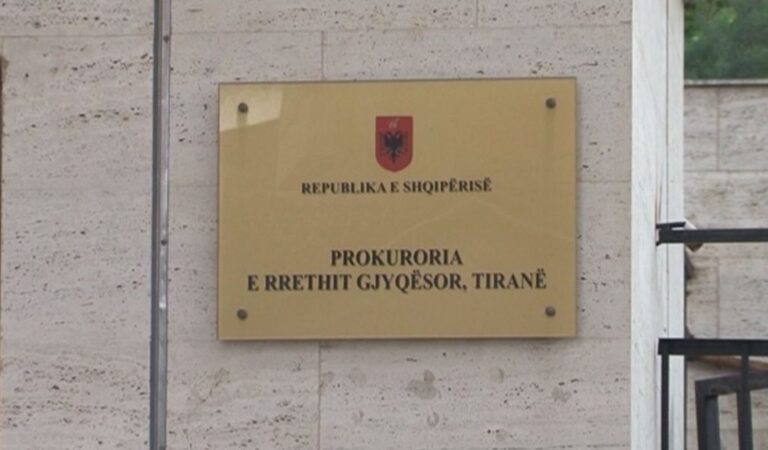 REPUBLIKA E SHQIPËRISË
PROKURORIA
E RRETHIT GJYQËSOR, TIRANË